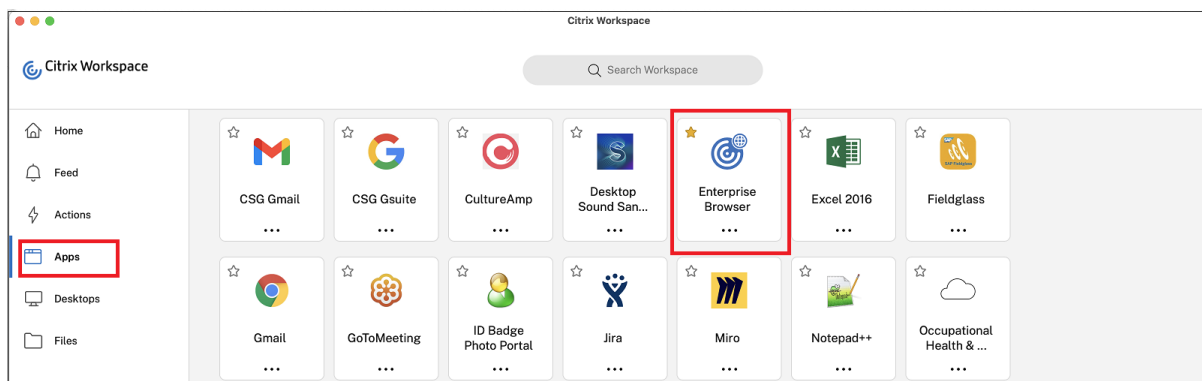 Citrix Workspace
Citrix Workspace
Search Workspace
Home
Feed
Actions
Apps
Desktops
Files
CSG Gmail
CSG Gsuite
CultureAmp
Desktop
Sound San...
Enterprise
Browser
Excel 2016
Fieldglass
Gmail
GoToMeeting
ID Badge
Photo Portal
Jira
Miro
Notepad++
Occupational
Health & ...